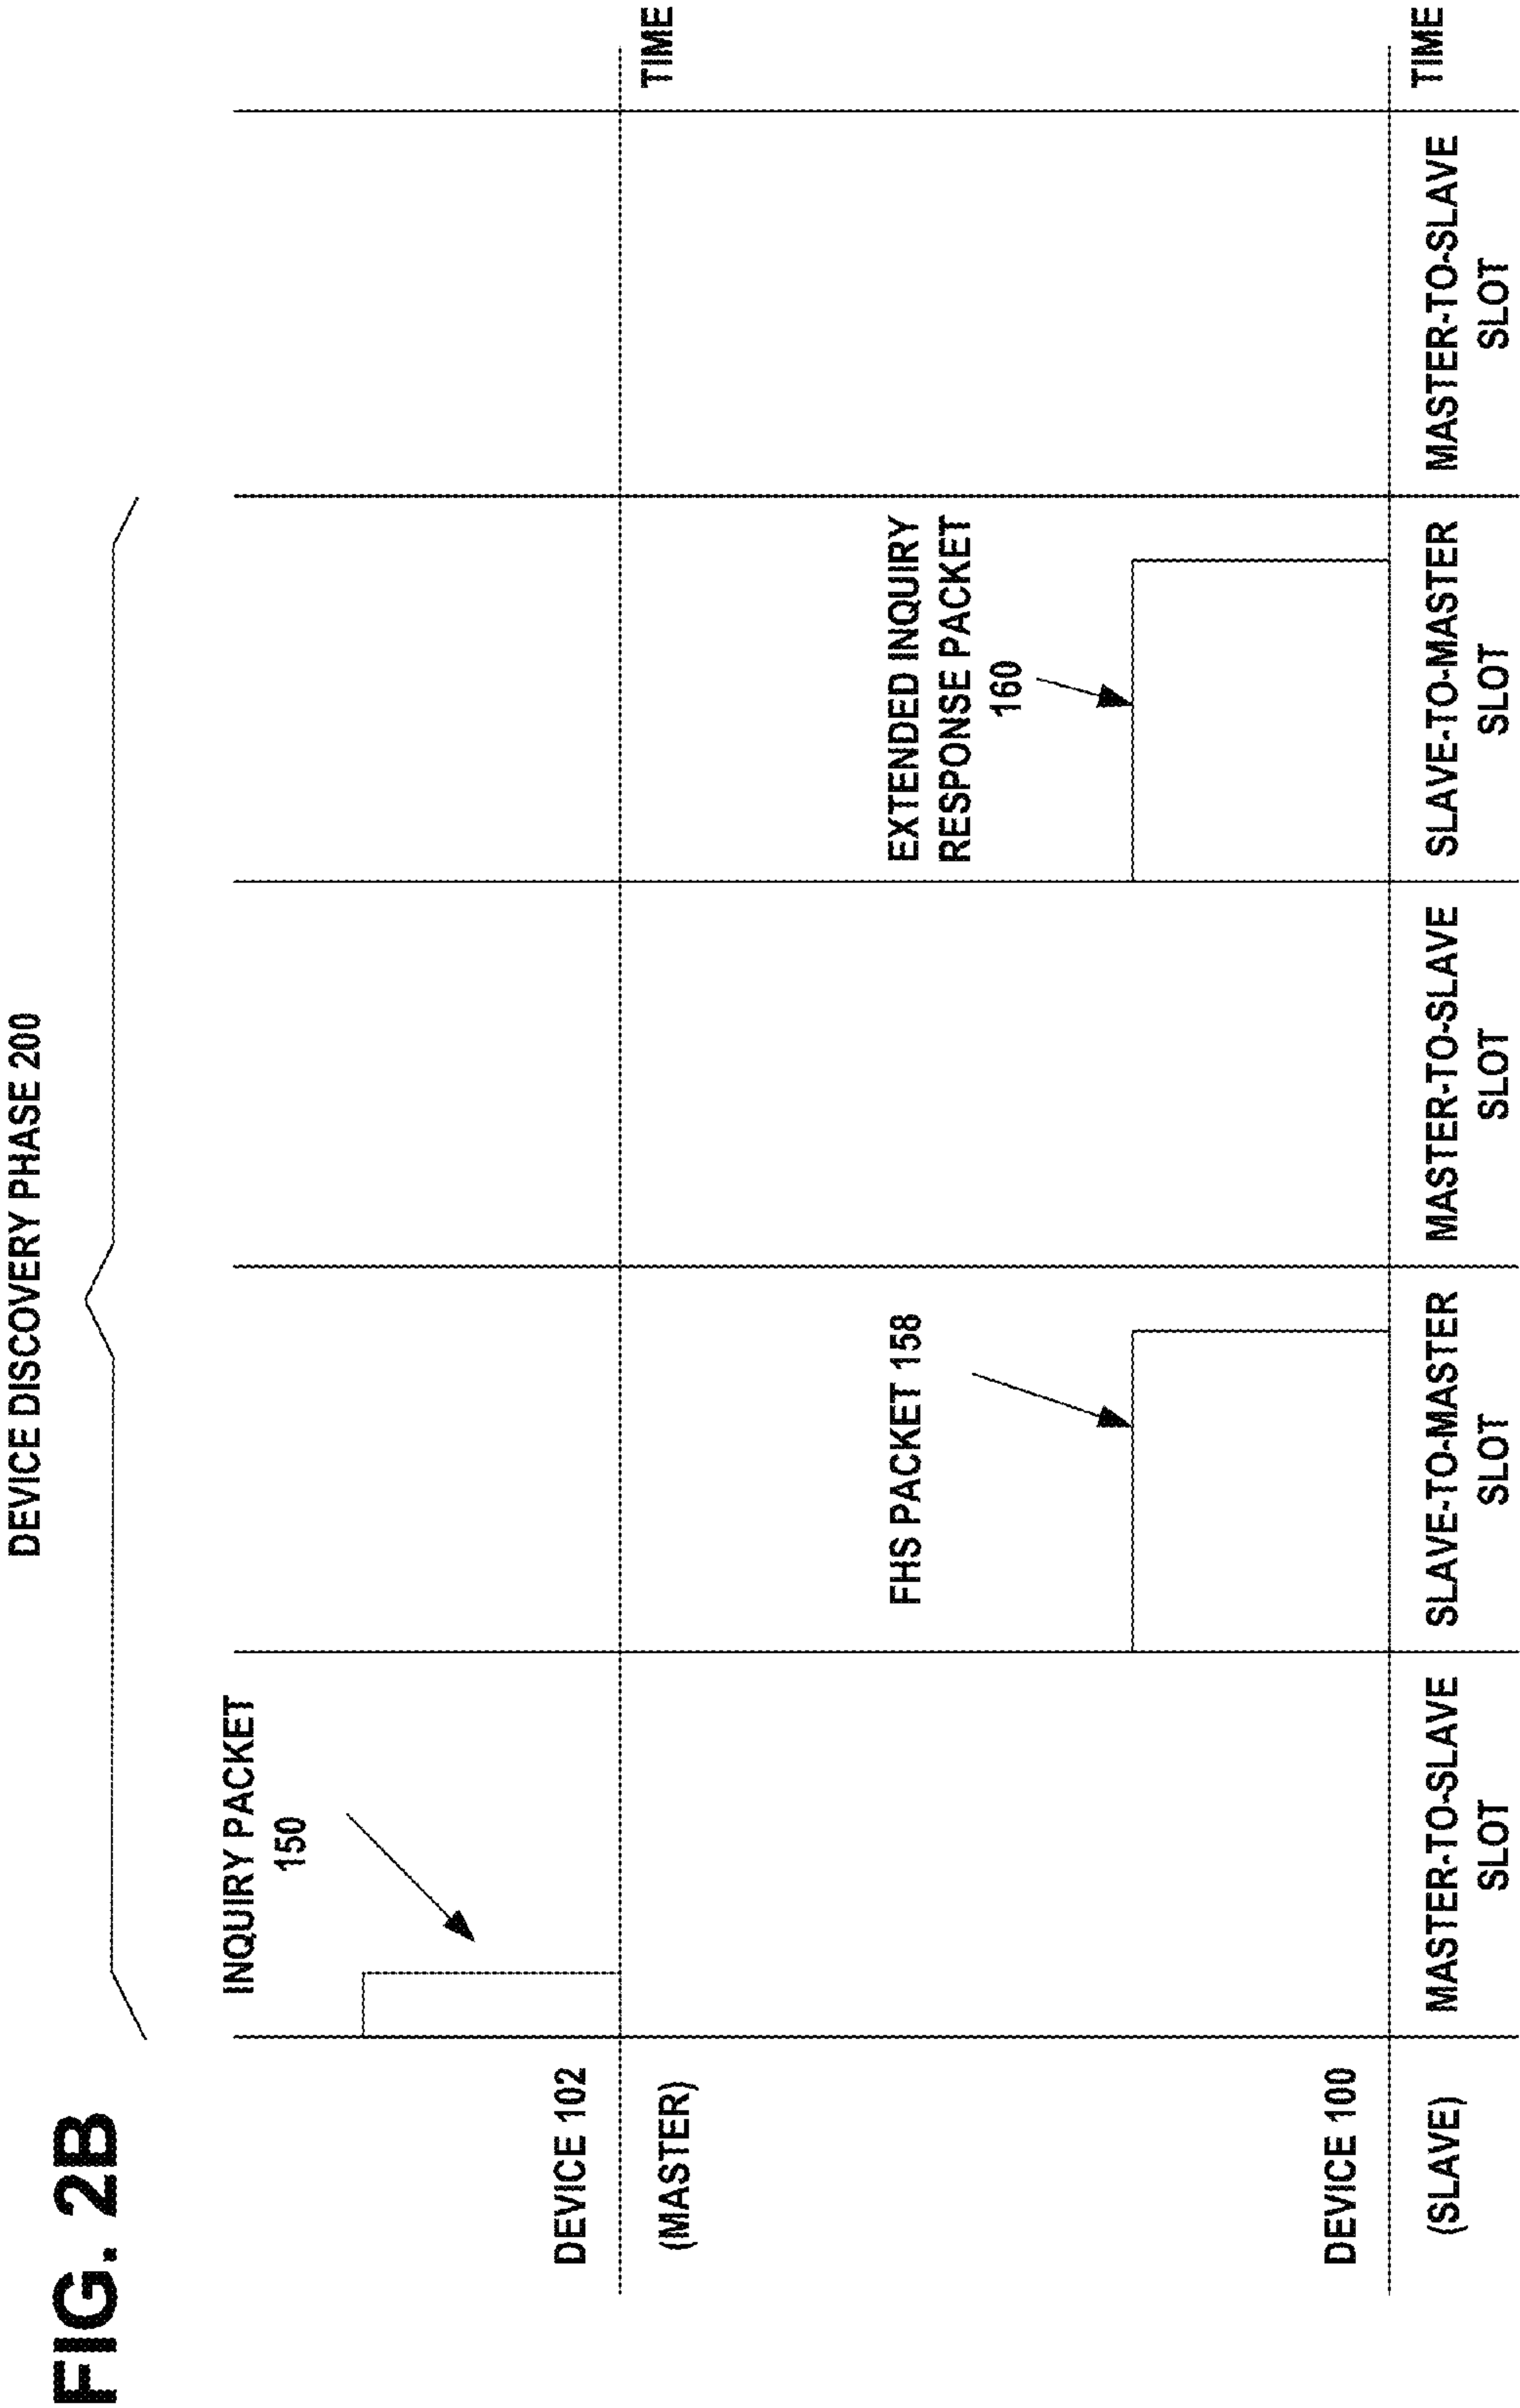 FIG. 2B
DEVICE DISCOVERY PHASE 200
INQUIRY PACKET
150
DEVICE 102
(MASTER)
TIME
FHS PACKET 158
EXTENDED INQUIRY
RESPONSE PACKET
160
DEVICE 100
(SLAVE)
TIME
MASTER-TO-SLAVE
SLOT
SLAVE-TO-MASTER
SLOT
MASTER-TO-SLAVE
SLOT
SLAVE-TO-MASTER
SLOT
MASTER-TO-SLAVE
SLOT